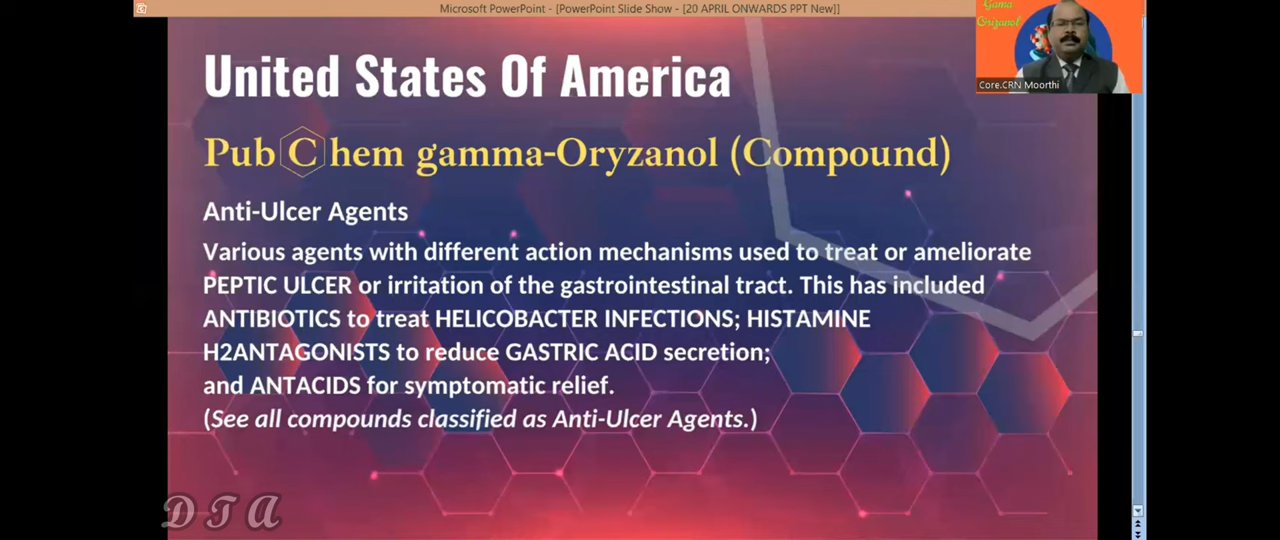 Microsoft PowerPoint - [PowerPoint Slide Show - [20 APRIL ONWARDS PPT New]]
Gama
Orizanol
Core.CRN Moorthi
United States Of America
PubChem gamma-Oryzanol (Compound)
Anti-Ulcer Agents
Various agents with different action mechanisms used to treat or ameliorate
PEPTIC ULCER or irritation of the gastrointestinal tract. This has included
ANTIBIOTICS to treat HELICOBACTER INFECTIONS; HISTAMINE
H2ANTAGONISTS to reduce GASTRIC ACID secretion;
and ANTACIDS for symptomatic relief.
(See all compounds classified as Anti-Ulcer Agents.)
DTA